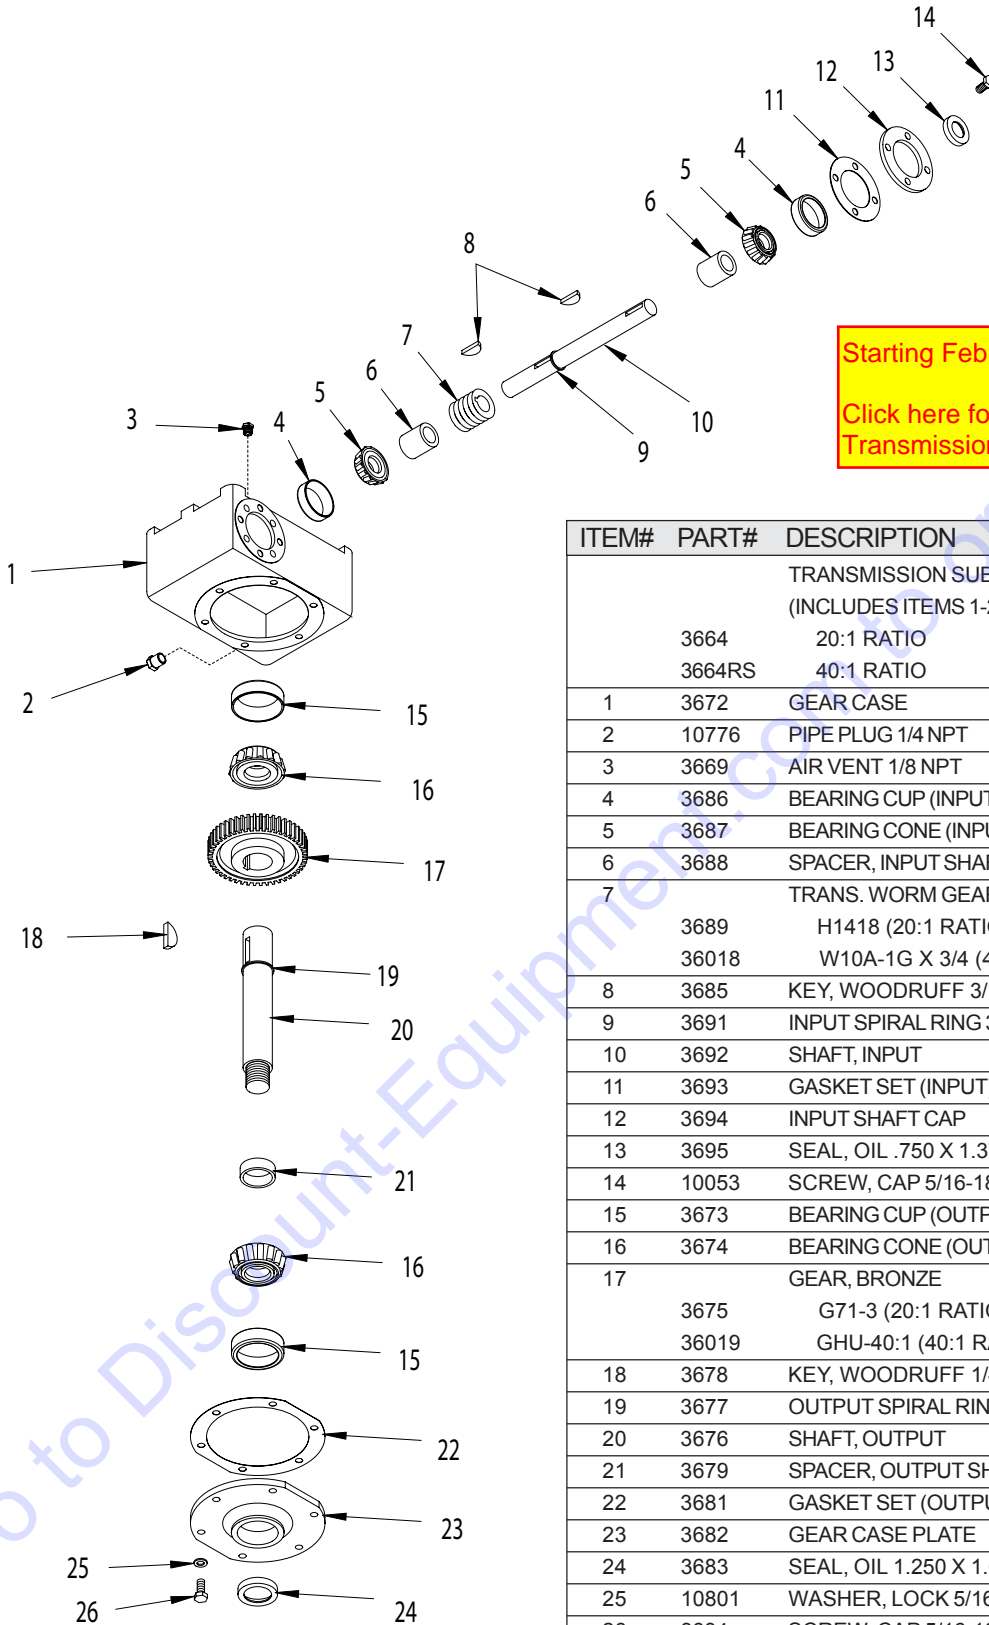 14
13
12
11
4
5
6
8
7
6
5
4
3
10
9
1
2
15
16
17
18
19
20
21
16
15
22
23
25
26
24
Starting Feb
Click here fo
Transmission
ITEM# PART# DESCRIPTION
TRANSMISSION SUB
(INCLUDES ITEMS 1-2
3664 20:1 RATIO
3664RS 40:1 RATIO
1 3672 GEAR CASE
2 10776 PIPE PLUG 1/4 NPT
3 3669 AIR VENT 1/8 NPT
4 3686 BEARING CUP (INPUT
5 3687 BEARING CONE (INPU
6 3688 SPACER, INPUT SHAF
7 TRANS. WORM GEAR
3689 H1418 (20:1 RATIO
36018 W10A-1G X 3/4 (4
8 3685 KEY, WOODRUFF 3/
9 3691 INPUT SPIRAL RING 3
10 3692 SHAFT, INPUT
11 3693 GASKET SET (INPUT
12 3694 INPUT SHAFT CAP
13 3695 SEAL, OIL .750 X 1.3
14 10053 SCREW, CAP 5/16-18
15 3673 BEARING CUP (OUTP
16 3674 BEARING CONE (OUT
17 GEAR, BRONZE
3675 G71-3 (20:1 RATIO
36019 GHU-40:1 (40:1 RA
18 3678 KEY, WOODRUFF 1/
19 3677 OUTPUT SPIRAL RIN
20 3676 SHAFT, OUTPUT
21 3679 SPACER, OUTPUT SH
22 3681 GASKET SET (OUTPU
23 3682 GEAR CASE PLATE
24 3683 SEAL, OIL 1.250 X 1.
25 10801 WASHER, LOCK 5/16
to Discount-Equipment.com to